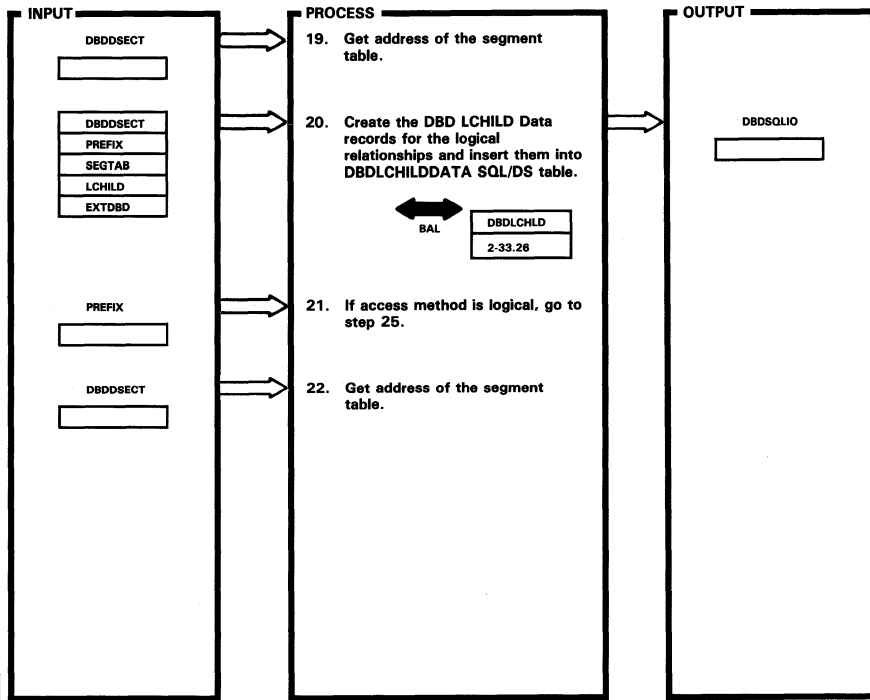 INPUT
PROCESS
OUTPUT
DBDDSECT
19. Get address of the segment
table.
DBDDSECT
PREFIX
SEGTAB
LCHILD
EXTDBD
20. Create the DBD LCHILD Data
records for the logical
relationships and insert them into
DBDLCHILDDATA SQL/DS table.
BAL
DBDLCHLD
2-33.26
DBDSQLIO
PREFIX
21. If access method is logical, go to
step 25.
DBDDSECT
22. Get address of the segment
table.